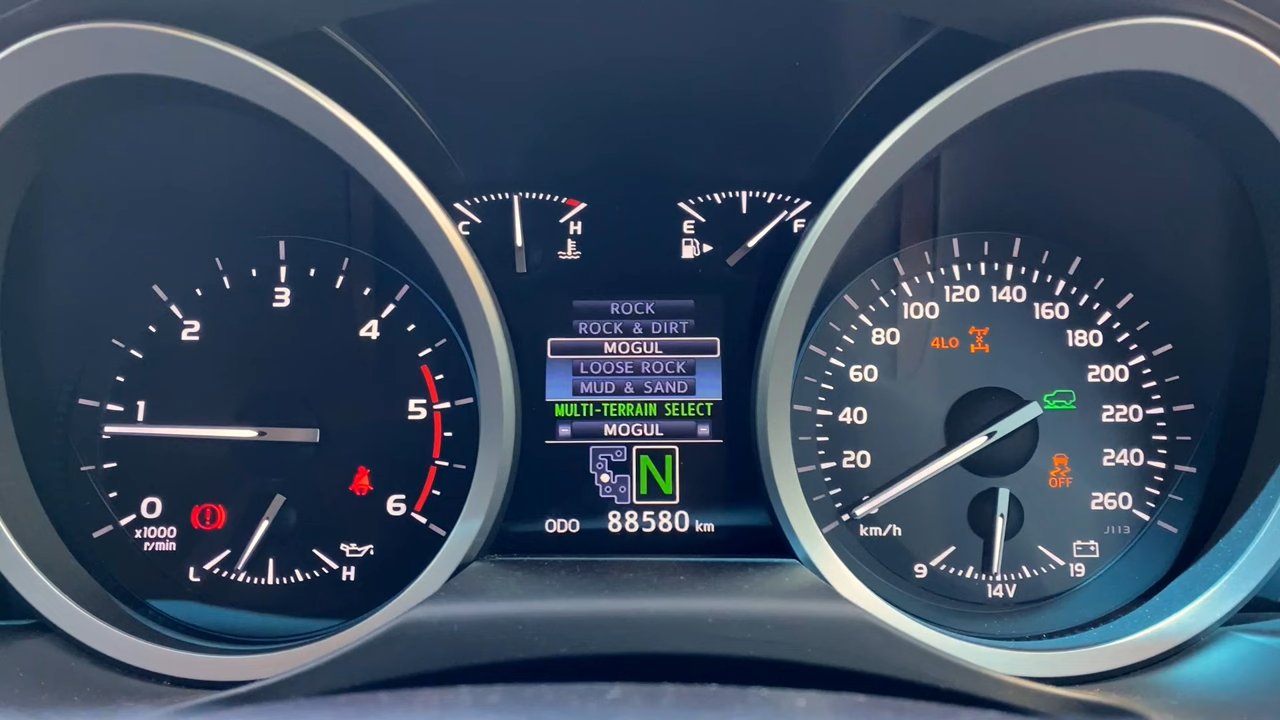 0
1
2
3
4
5
6
x1000
r/min
L
H
C
H
E
F
ROCK
ROCK & DIRT
MOGUL
LOOSE ROCK
MUD & SAND
MULTI-TERRAIN SELECT
MOGUL
N
ODO 88580 km
20
40
60
80
100
120
140
160
180
200
220
240
260
km/h
4LO
OFF
J113
9
14V
19